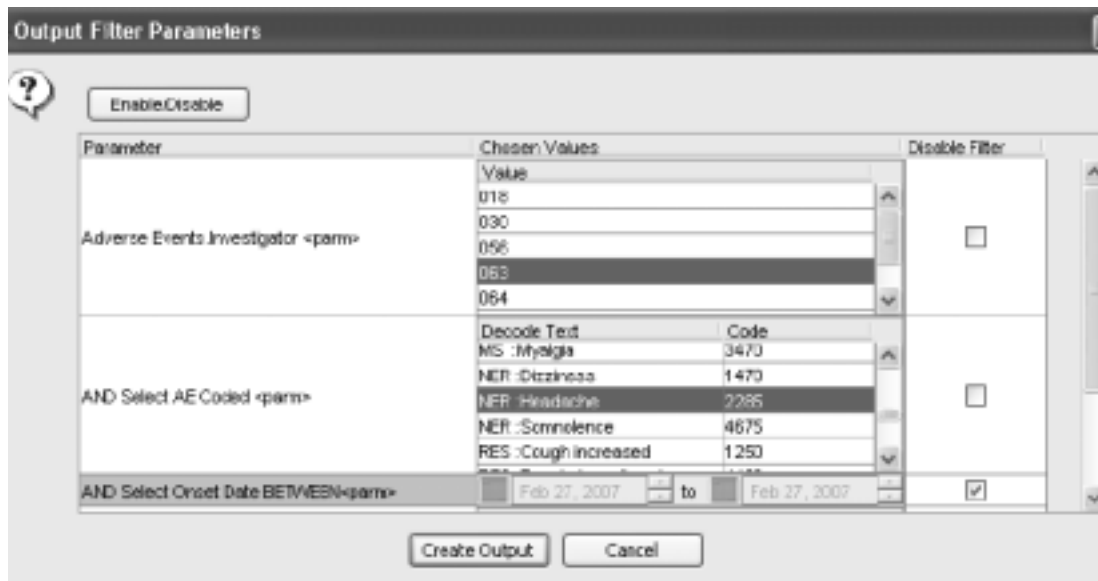 Output Filter Parameters
?
Enable/Disable
Parameter Chosen Values Disable Filter
Value
018
030
056
063
064
Adverse Events.Investigator <parm>
Decode Text Code
MS :Myalgia 3470
NER :Dizziness 1470
NER :Headache 2285
NER :Somnolence 4675
RES :Cough increased 1250
AND Select AE Coded <parm>
AND Select Onset Date BETWEEN<parm> Feb 27, 2007 to Feb 27, 2007
Create Output Cancel